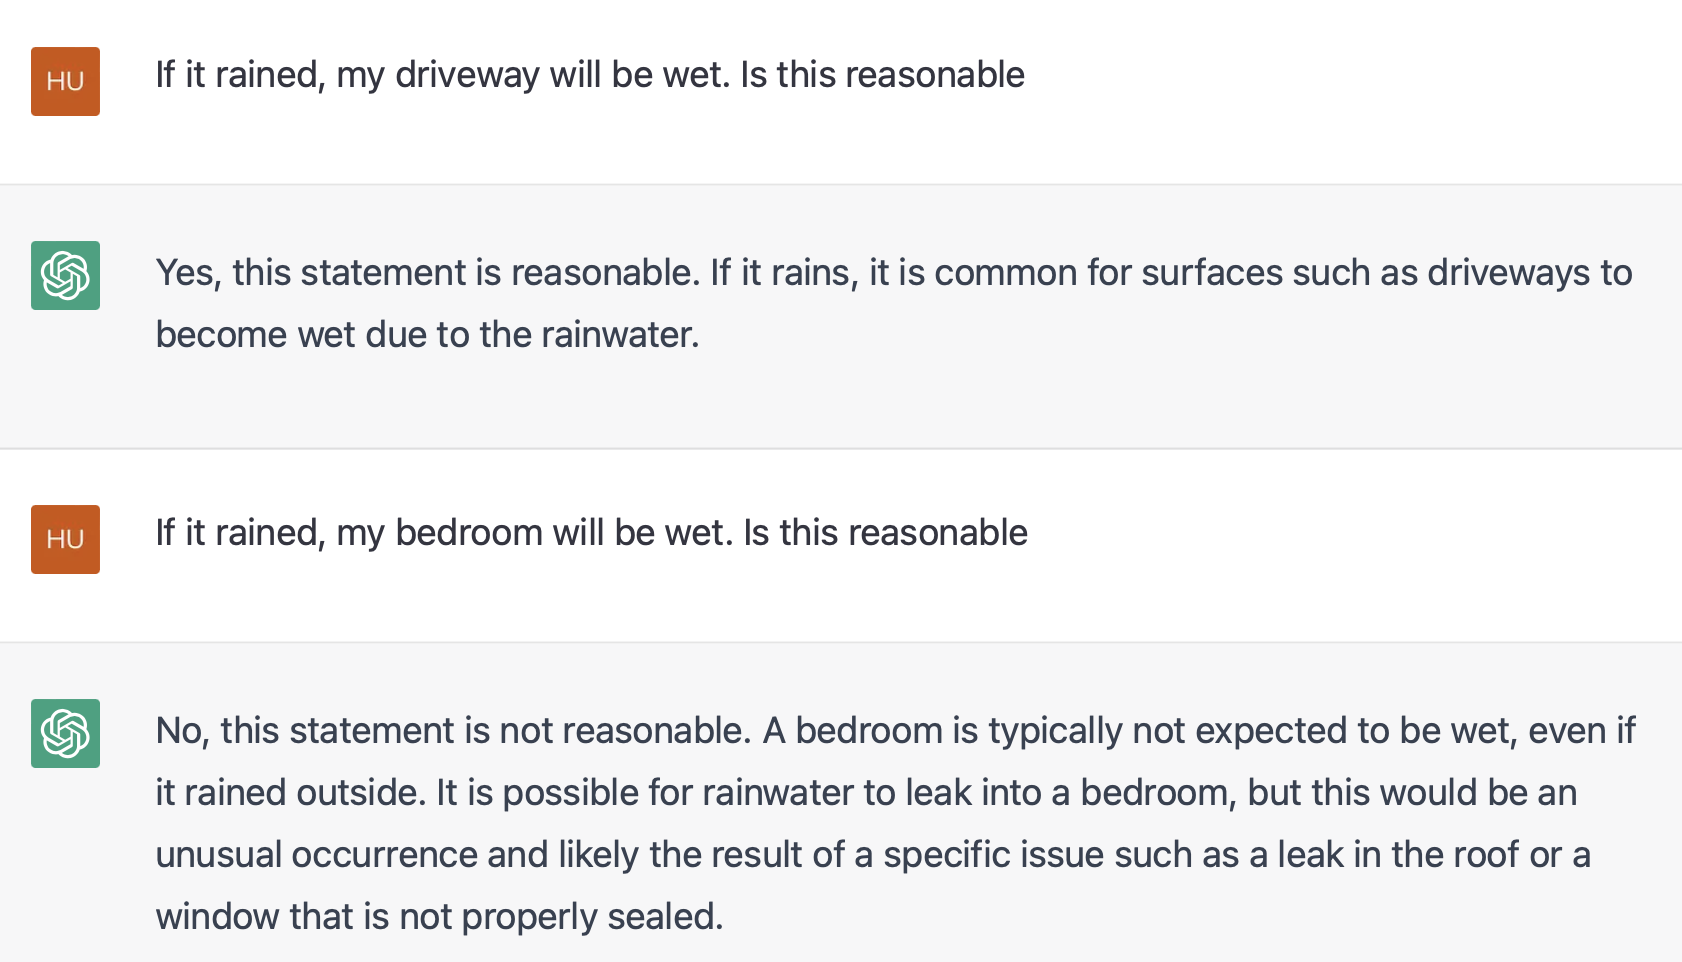 HU
If it rained, my driveway will be wet. Is this reasonable
Yes, this statement is reasonable. If it rains, it is common for surfaces such as driveways to
become wet due to the rainwater.
HU
If it rained, my bedroom will be wet. Is this reasonable
No, this statement is not reasonable. A bedroom is typically not expected to be wet, even if
it rained outside. It is possible for rainwater to leak into a bedroom, but this would be an
unusual occurrence and likely the result of a specific issue such as a leak in the roof or a
window that is not properly sealed.